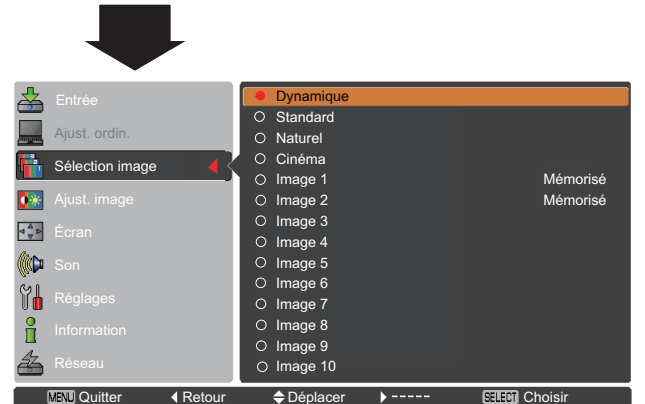 Entrée
Ajust. ordin.
Sélection image
Ajust. image
Écran
Son
Réglages
Information
Réseau
Dynamique
Standard
Naturel
Cinéma
Image 1 Mémorisé
Image 2 Mémorisé
Image 3
Image 4
Image 5
Image 6
Image 7
Image 8
Image 9
Image 10
MENU Quitter Retour Déplacer ----- SELECT Choisir